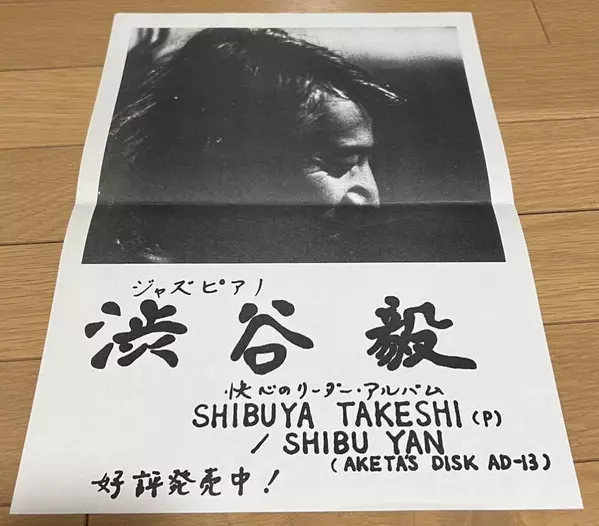 ジャズピアノ
渋谷 毅
快心のリーダー・アルバム
SHIBUYA TAKESHI (P)
/ SHIBU YAN
(AKETA'S DISK AD-13)
好評発売中!